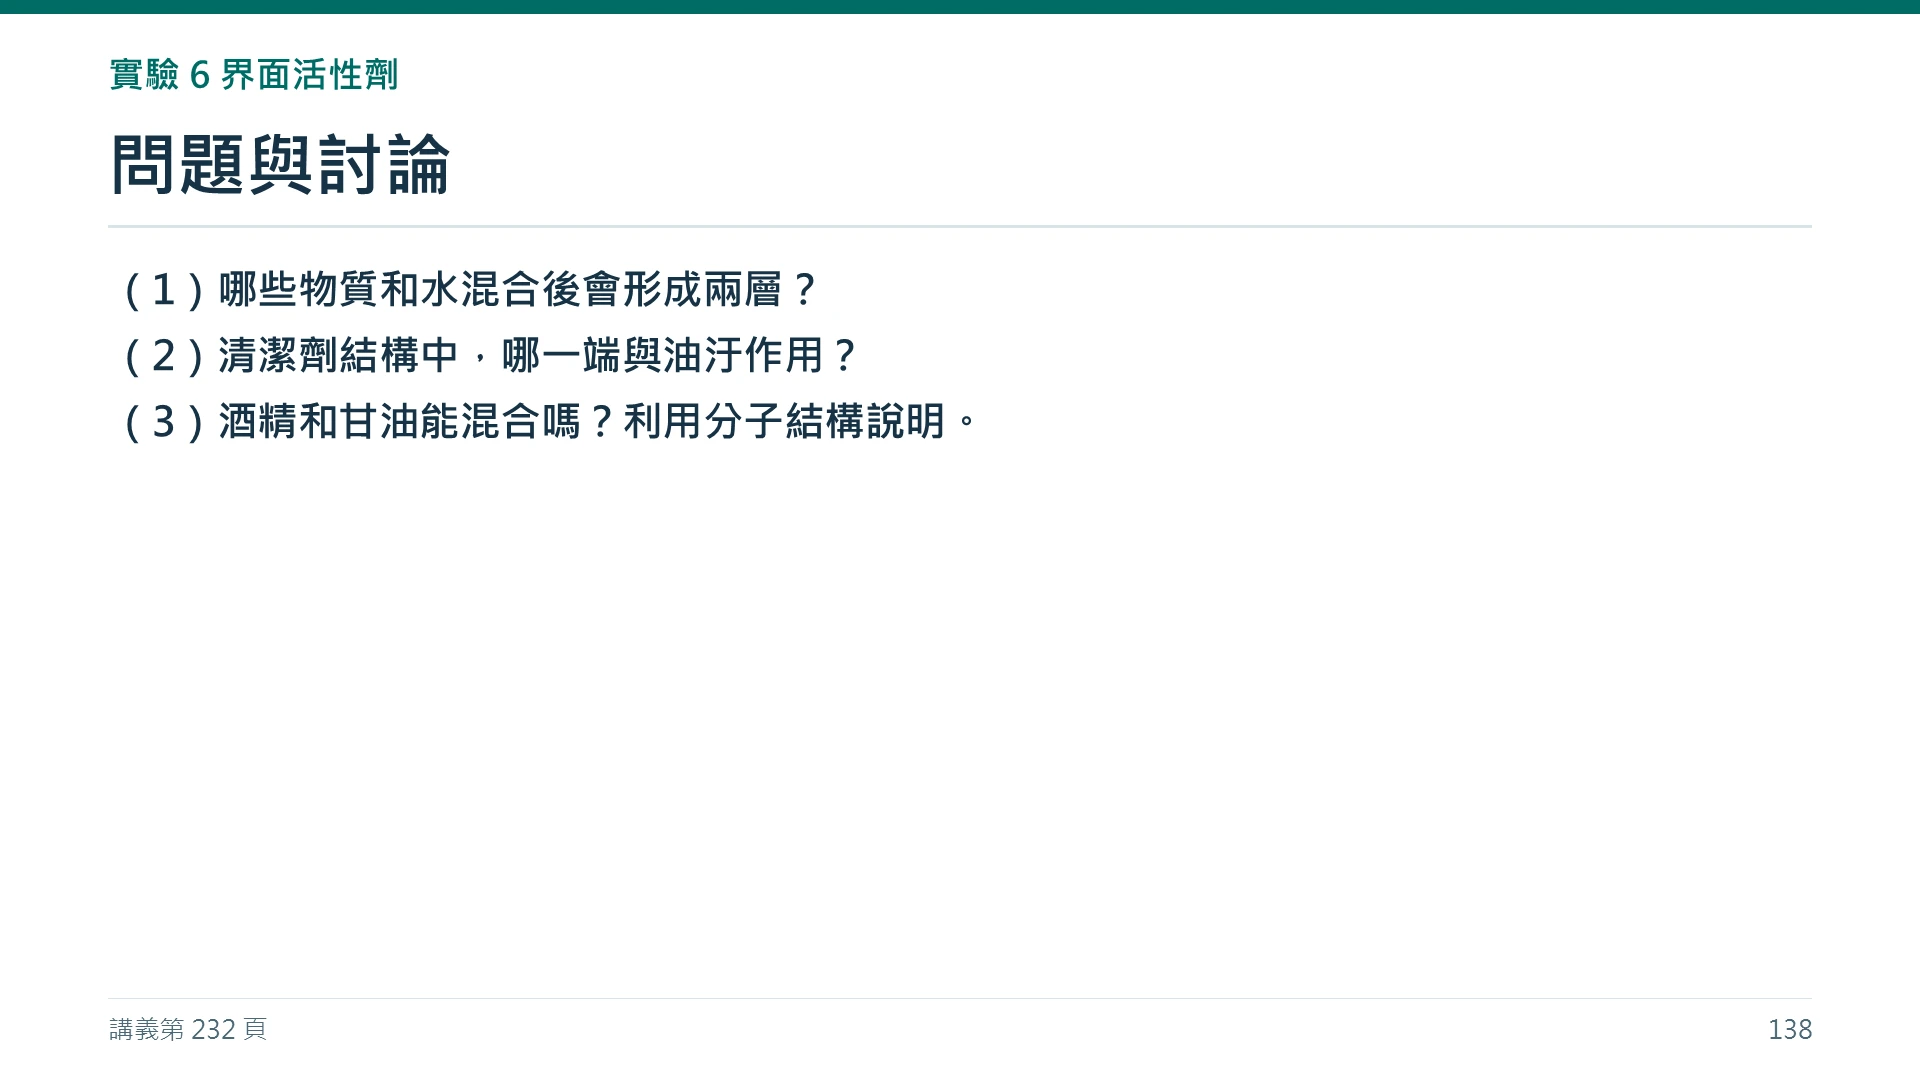 實驗 6 界面活性劑
問題與討論
（1）哪些物質和水混合後會形成兩層？
（2）清潔劑結構中，哪一端與油汙作用？
（3）酒精和甘油能混合嗎？利用分子結構說明。
講義第 232 頁
138